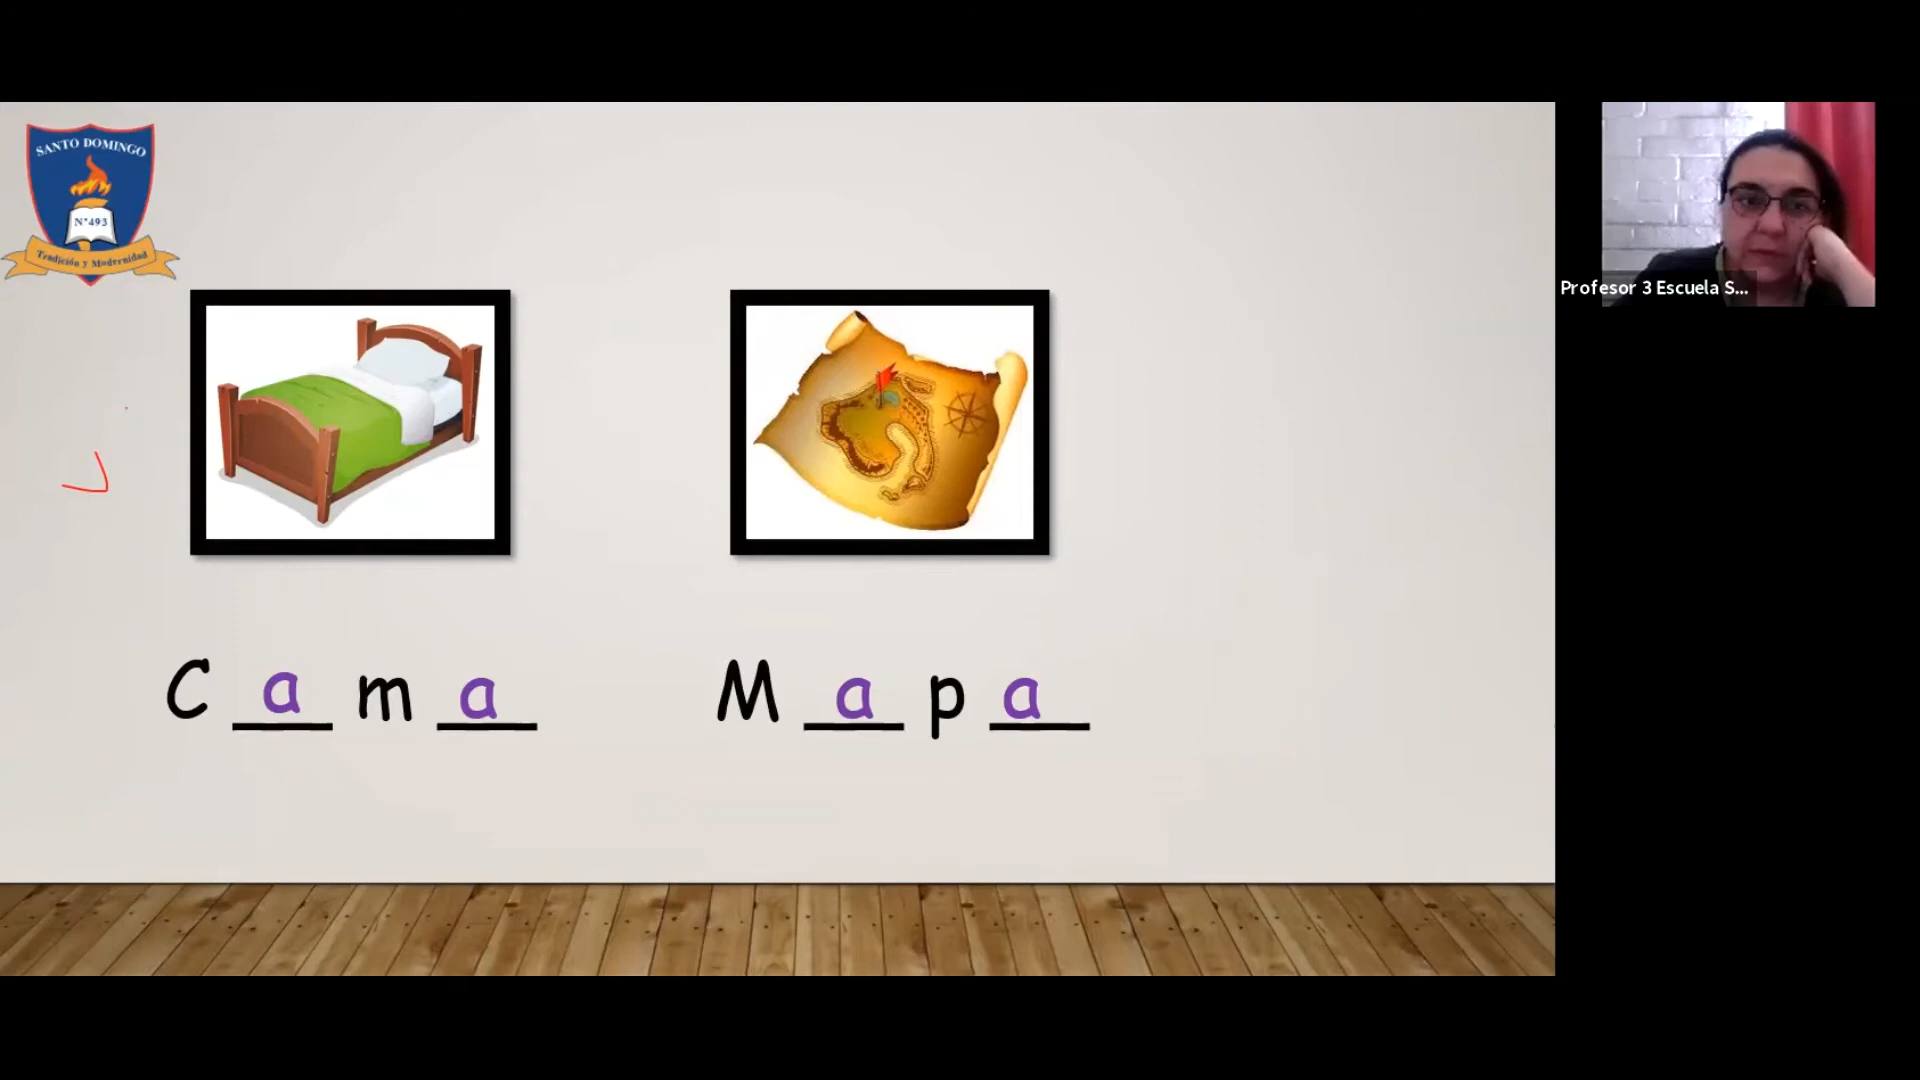 SANTO DOMINGO
N°493
Tradición y Modernidad
Profesor 3 Escuela S...
C a m a
M a p a